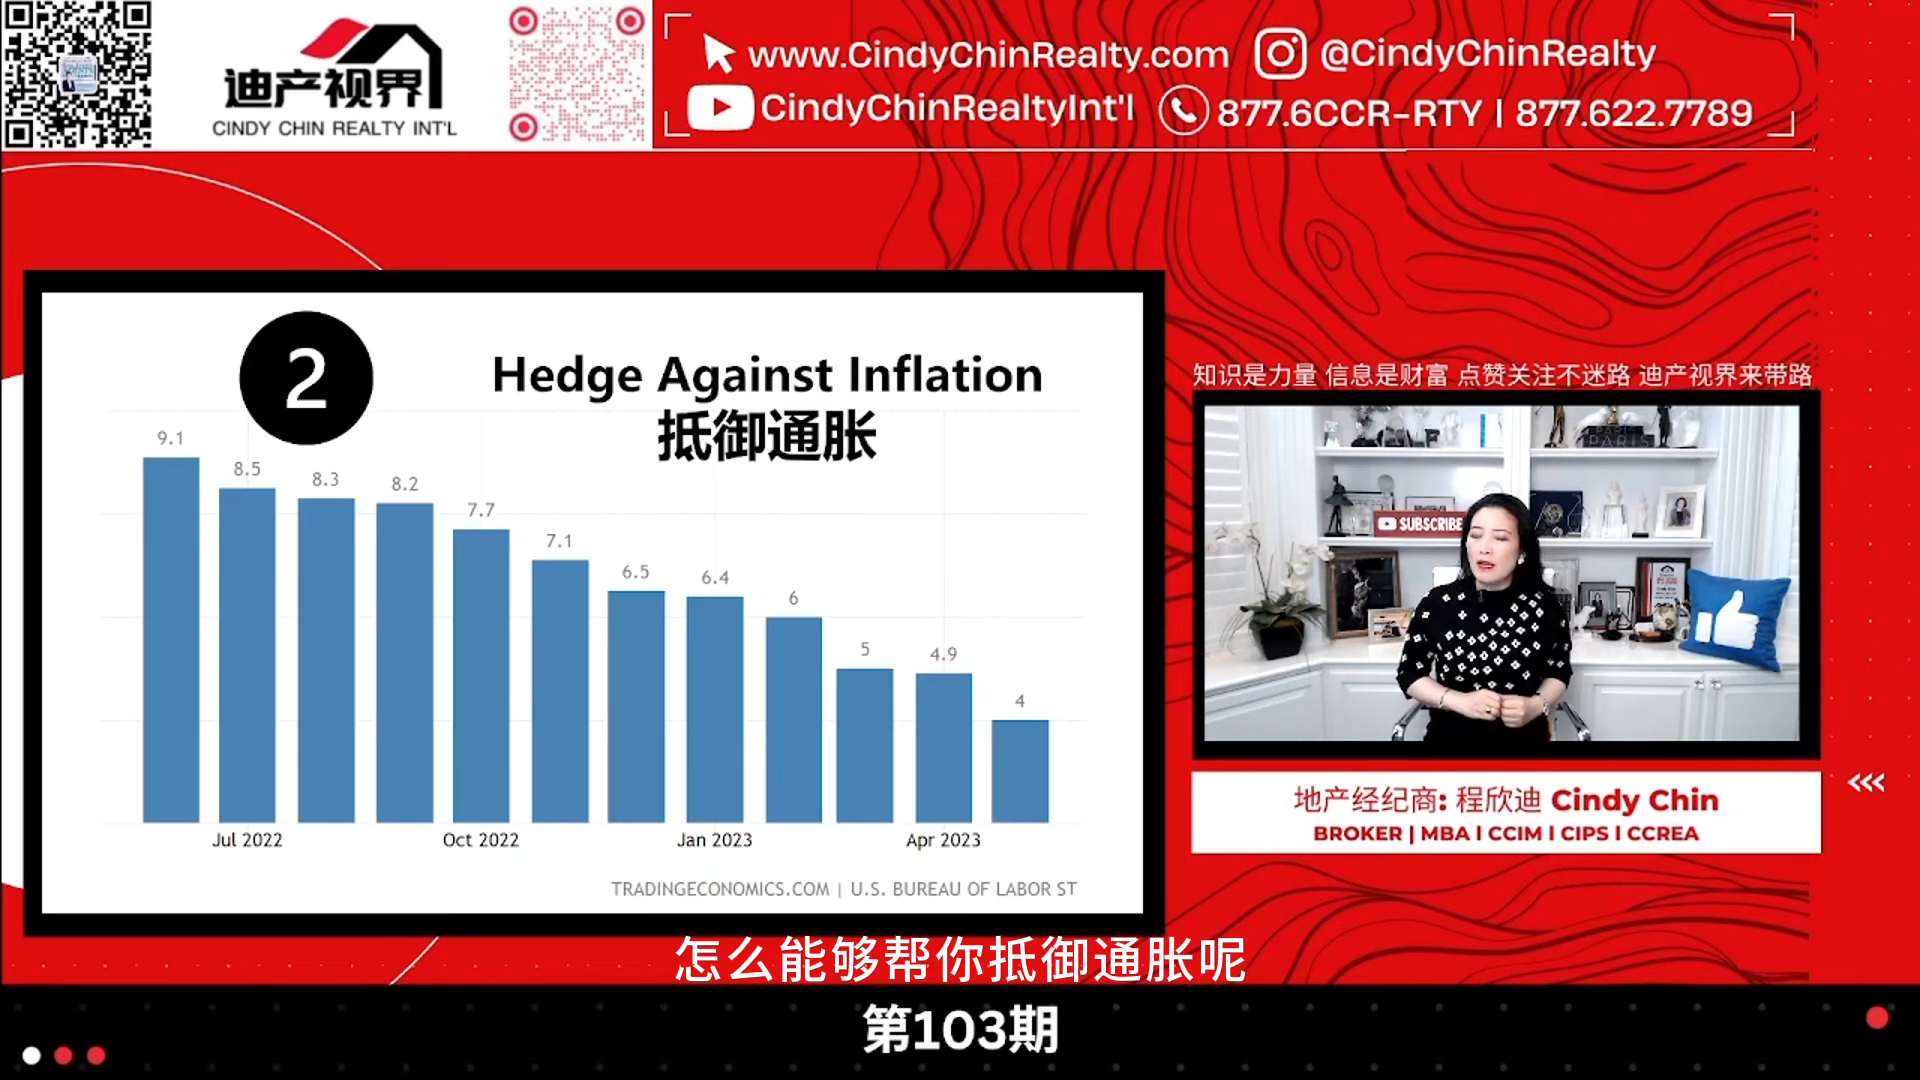 迪产视界
CINDY CHIN REALTY INT'L
www.CindyChinRealty.com @CindyChinRealty
CindyChinRealtyInt'l 877.6CCR-RTY | 877.622.7789
2
Hedge Against Inflation
抵御通胀
9.1
8.5
8.3
8.2
7.7
7.1
6.5
6.4
6
5
4.9
4
Jul 2022 Oct 2022 Jan 2023 Apr 2023
TRADINGECONOMICS.COM | U.S. BUREAU OF LABOR ST
知识是力量 信息是财富 点赞关注不迷路 迪产视界来带路
PARIS
SUBSCRIBE
地产经纪商: 程欣迪 Cindy Chin
BROKER | MBA | CCIM | CIPS | CCREA
怎么能够帮你抵御通胀呢
第103期